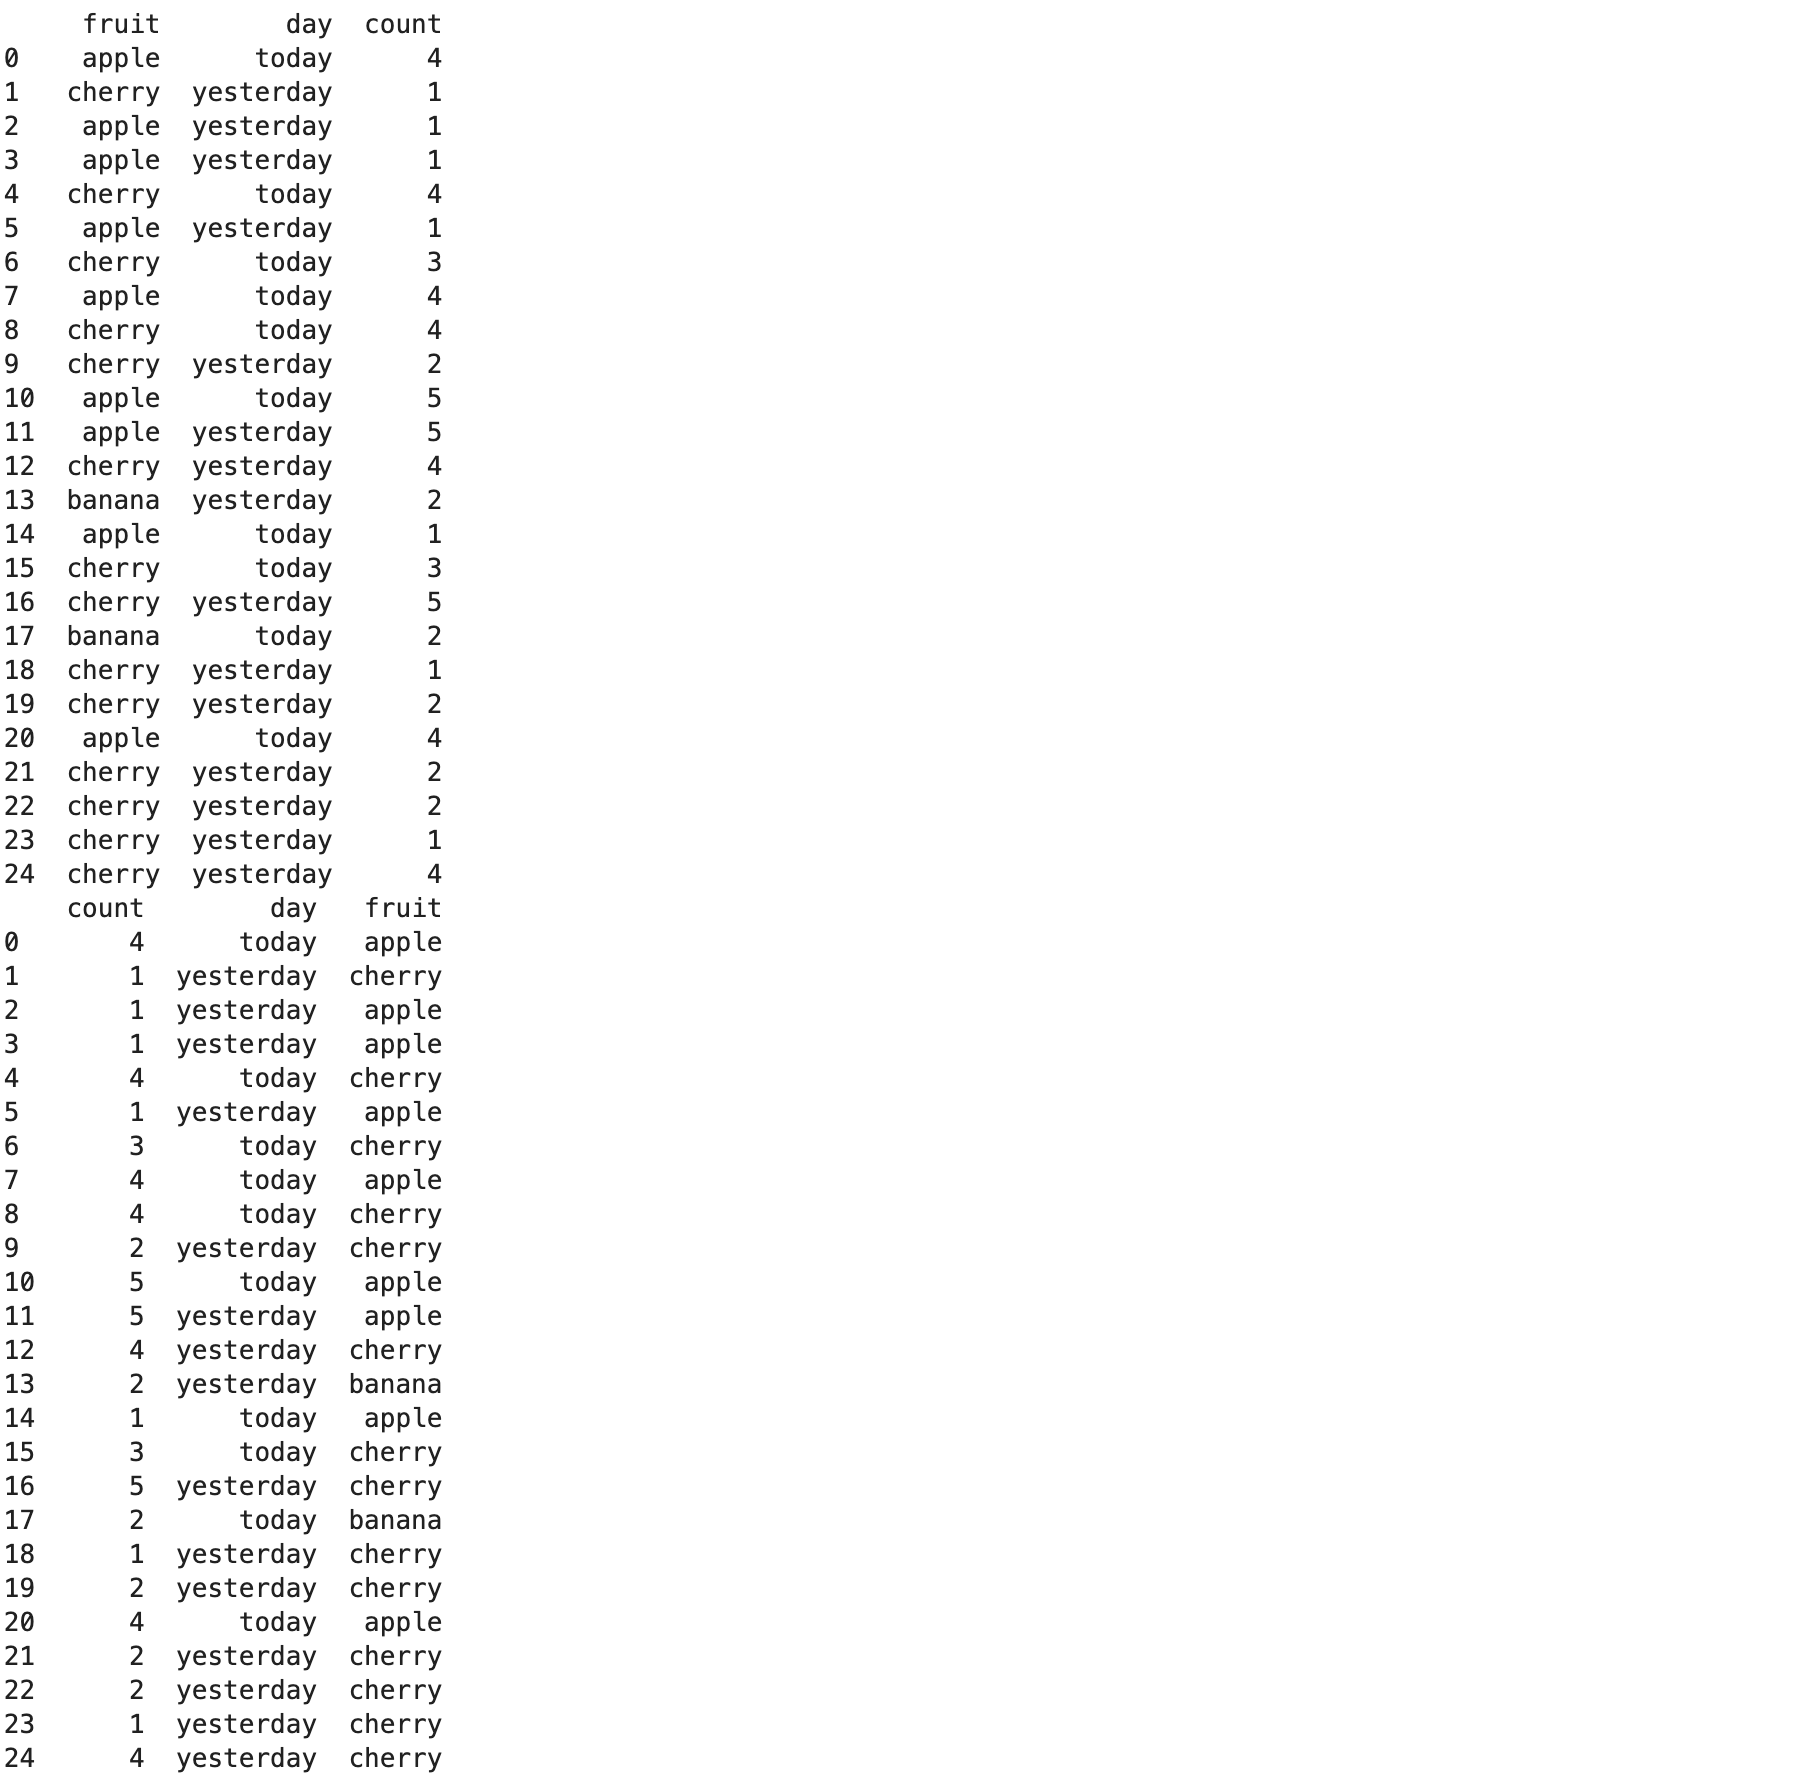 fruit        day  count
0    apple      today      4
1   cherry  yesterday      1
2    apple  yesterday      1
3    apple  yesterday      1
4   cherry      today      4
5    apple  yesterday      1
6   cherry      today      3
7    apple      today      4
8   cherry      today      4
9   cherry  yesterday      2
10   apple      today      5
11   apple  yesterday      5
12  cherry  yesterday      4
13  banana  yesterday      2
14   apple      today      1
15  cherry      today      3
16  cherry  yesterday      5
17  banana      today      2
18  cherry  yesterday      1
19  cherry  yesterday      2
20   apple      today      4
21  cherry  yesterday      2
22  cherry  yesterday      2
23  cherry  yesterday      1
24  cherry  yesterday      4
    count        day   fruit
0       4      today   apple
1       1  yesterday  cherry
2       1  yesterday   apple
3       1  yesterday   apple
4       4      today  cherry
5       1  yesterday   apple
6       3      today  cherry
7       4      today   apple
8       4      today  cherry
9       2  yesterday  cherry
10      5      today   apple
11      5  yesterday   apple
12      4  yesterday  cherry
13      2  yesterday  banana
14      1      today   apple
15      3      today  cherry
16      5  yesterday  cherry
17      2      today  banana
18      1  yesterday  cherry
19      2  yesterday  cherry
20      4      today   apple
21      2  yesterday  cherry
22      2  yesterday  cherry
23      1  yesterday  cherry
24      4  yesterday  cherry